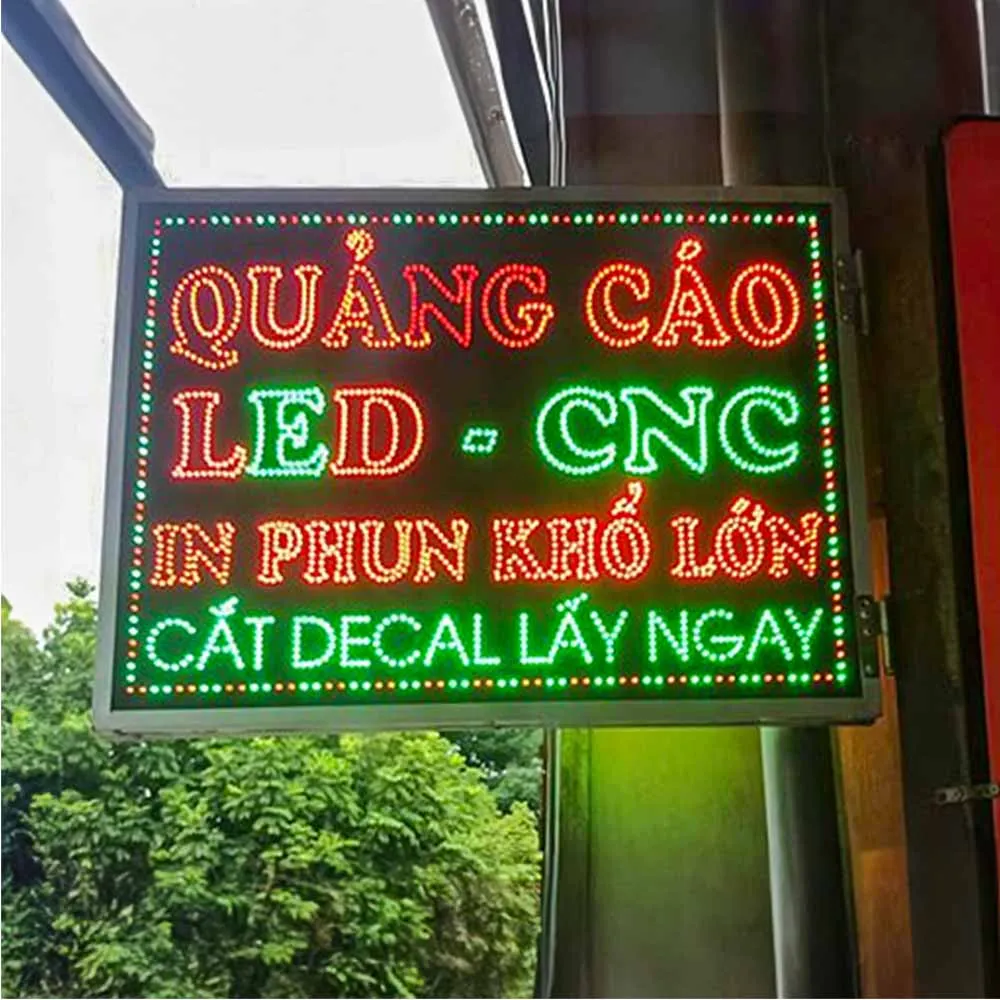 QUẢNG CÁO
LED - CNC
IN PHUN KHỔ LỚN
CẮT DECAL LẤY NGAY